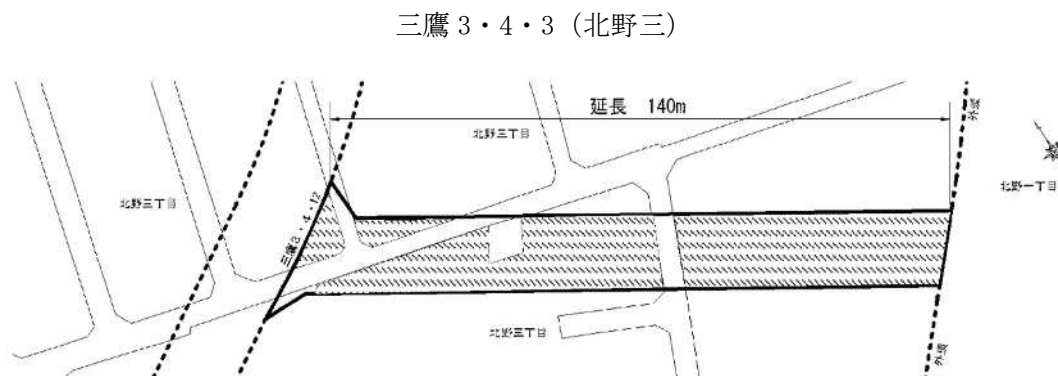 三鷹 3・4・3（北野三）
延長 140m
北野三丁目
外環
北野一丁目
北野三丁目
三鷹3・4・12
北野三丁目
外環